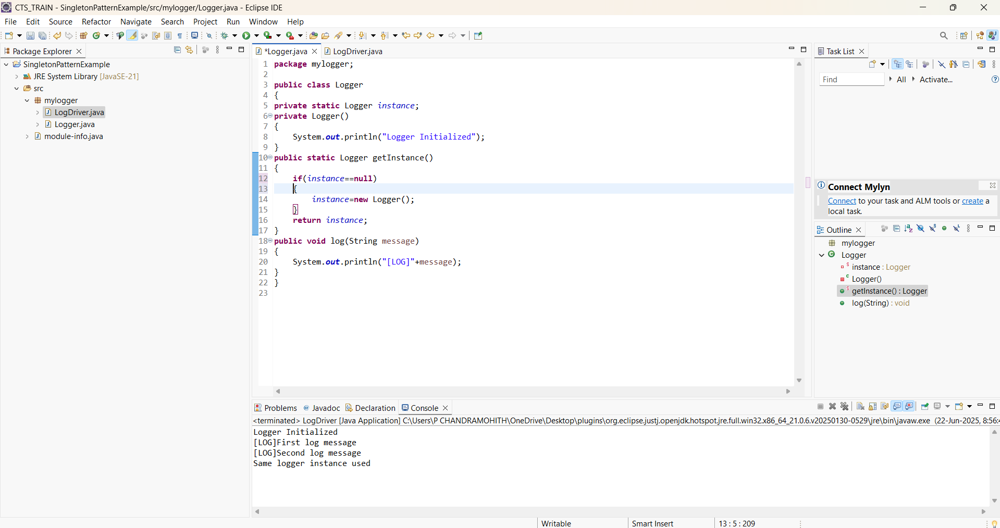 CTS_TRAIN - SingletonPatternExample/src/mylogger/Logger.java - Eclipse IDE
File Edit Source Refactor Navigate Search Project Run Window Help
Package Explorer
SingletonPatternExample
JRE System Library [JavaSE-21]
src
mylogger
LogDriver.java
Logger.java
module-info.java
*Logger.java LogDriver.java
1 package mylogger;
2
3 public class Logger
4 {
5 private static Logger instance;
6 private Logger()
7 {
8 System.out.println("Logger Initialized");
9 }
10 public static Logger getInstance()
11 {
12 if(instance==null)
13 {
14 instance=new Logger();
15 }
16 return instance;
17 }
18 public void log(String message)
19 {
20 System.out.println("[LOG]"+message);
21 }
22 }
23
Task List
Find All Activate...
Connect Mylyn
Connect to your task and ALM tools or create a
local task.
Outline
mylogger
Logger
instance : Logger
Logger()
getInstance() : Logger
log(String) : void
Problems Javadoc Declaration Console
<terminated> LogDriver [Java Application] C:\Users\P CHANDRAMOHITH\OneDrive\Desktop\plugins\org.eclipse.justj.openjdk.hotspot.jre.full.win32.x86_64_21.0.6.v20250130-0529\jre\bin\javaw.exe (22-Jun-2025, 8:56:4
Logger Initialized
[LOG]First log message
[LOG]Second log message
Same logger instance used
Writable Smart Insert 13 : 5 : 209